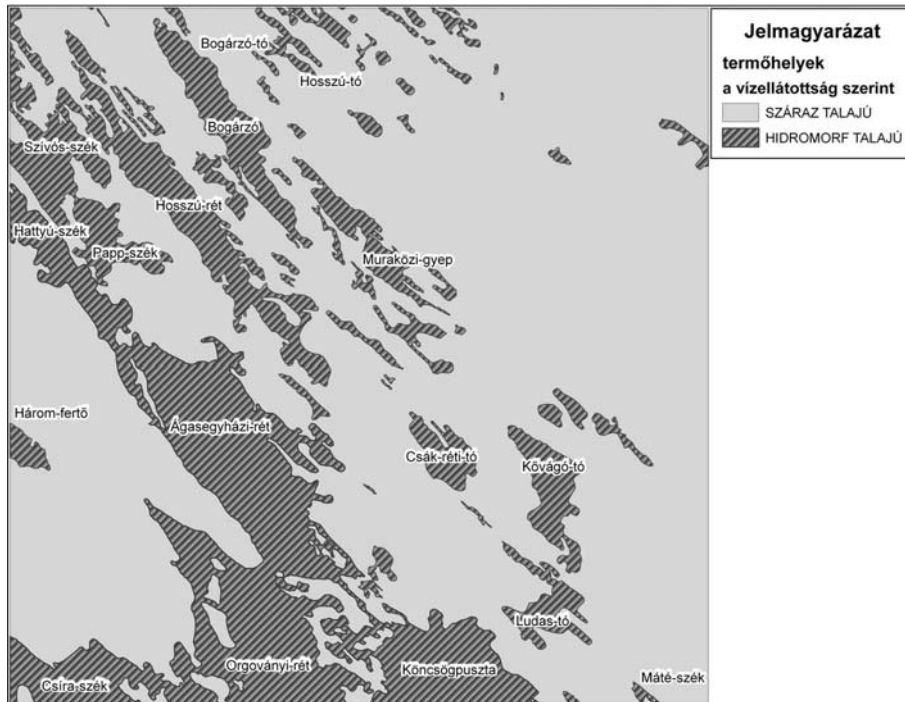 Jelmagyarázat
termőhelyek
a vízellátottság szerint
SZÁRAZ TALAJÚ
HIDROMORF TALAJÚ
Bogárzó-tó
Hosszú-tó
Bogárzó
Szívós-szék
Hosszú-rét
Hattyú-szék
Papp-szék
Muraközi-gyep
Három-fertő
Ágasegyházi-rét
Csák-réti-tó
Kővágó-tó
Ludas-tó
Orgoványi-rét
Köncsögpuszta
Máté-szék
Csíra-szék